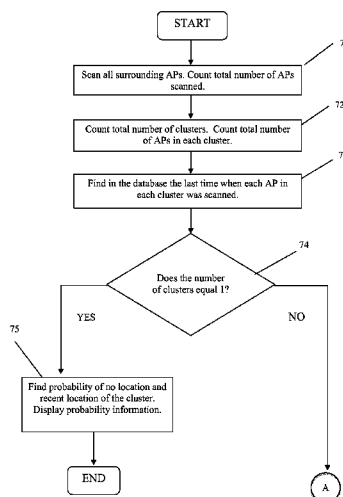 START
7
Scan all surrounding APs. Count total number of APs
scanned.
72
Count total number of clusters. Count total number
of APs in each cluster.
7
Find in the database the last time when each AP in
each cluster was scanned.
74
Does the number
of clusters equal 1?
YES
NO
75
Find probability of no location and
recent location of the cluster.
Display probability information.
END
A